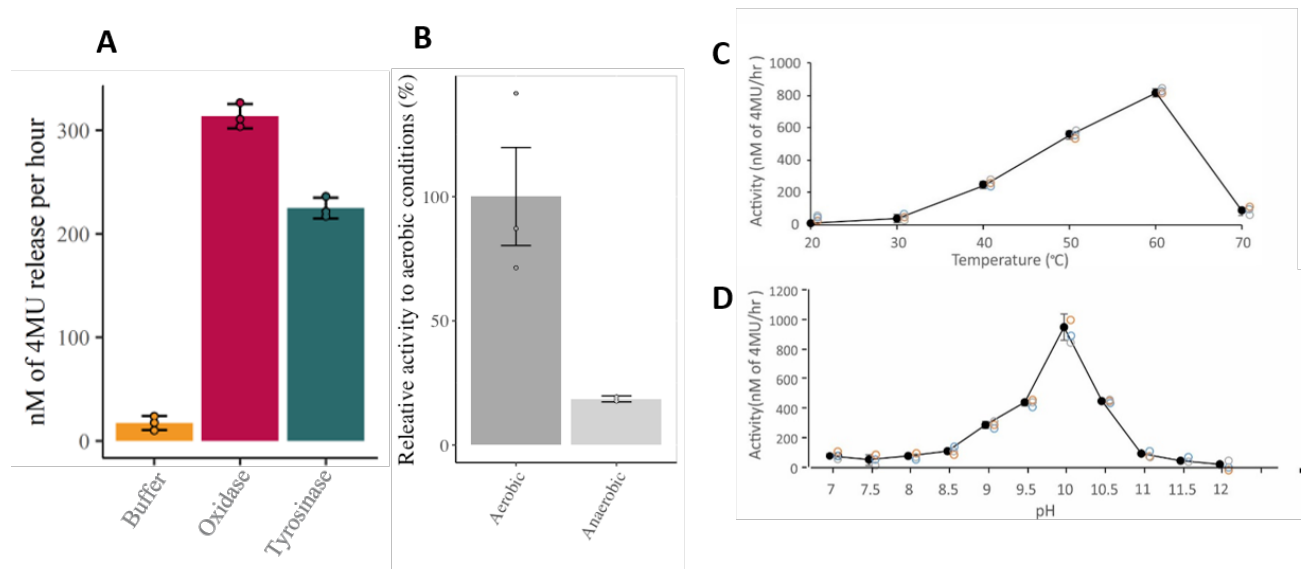 A
nM of 4MU release per hour
300
200
100
0
Buffer
Oxidase
Tyrosinase
B
Releative activity to aerobic conditions (%)
100
50
0
Aerobic
Anaerobic
C
Activity (nM of 4MU/hr )
1000
800
600
400
200
0
20 30 40 50 60 70
Temperature (°C)
D
Activity(nM of 4MU/hr )
1200
1000
800
600
400
200
0
7 7.5 8 8.5 9 9.5 10 10.5 11 11.5 12
pH